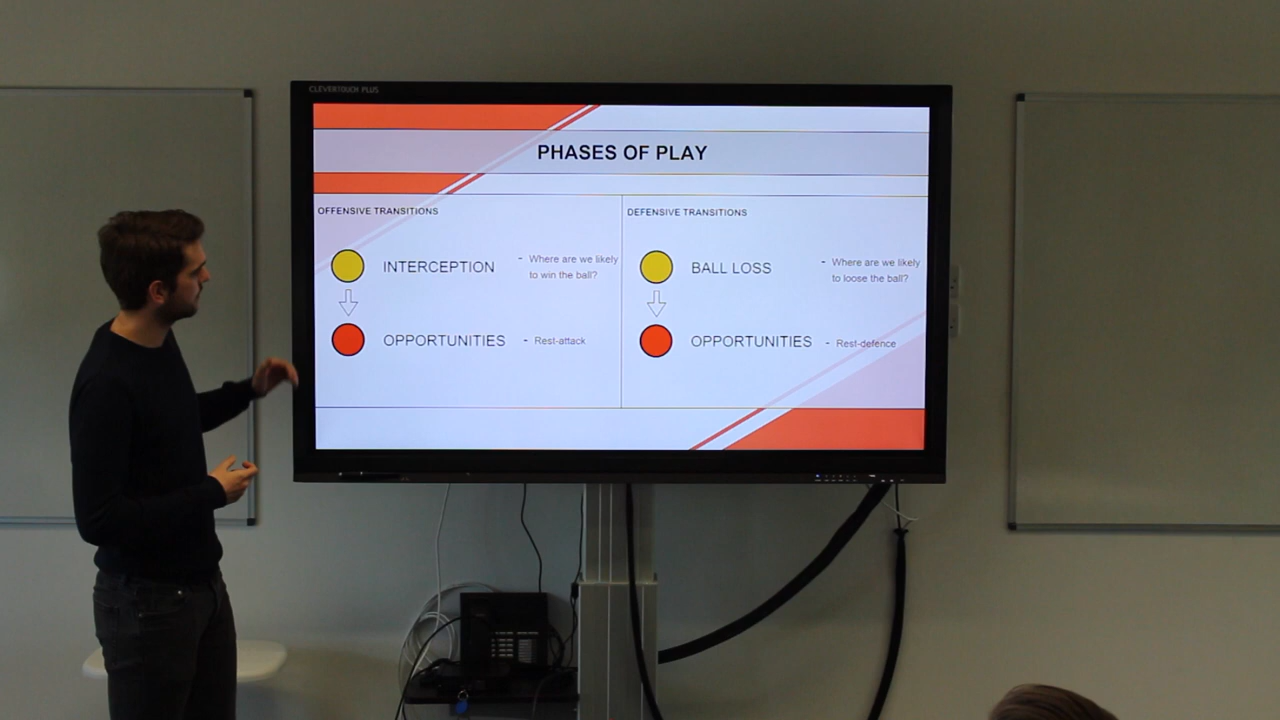 CLEVERTOUCH PLUS
PHASES OF PLAY
OFFENSIVE TRANSITIONS
INTERCEPTION
- Where are we likely
to win the ball?
OPPORTUNITIES
- Rest-attack
DEFENSIVE TRANSITIONS
BALL LOSS
- Where are we likely
to loose the ball?
OPPORTUNITIES
- Rest-defence